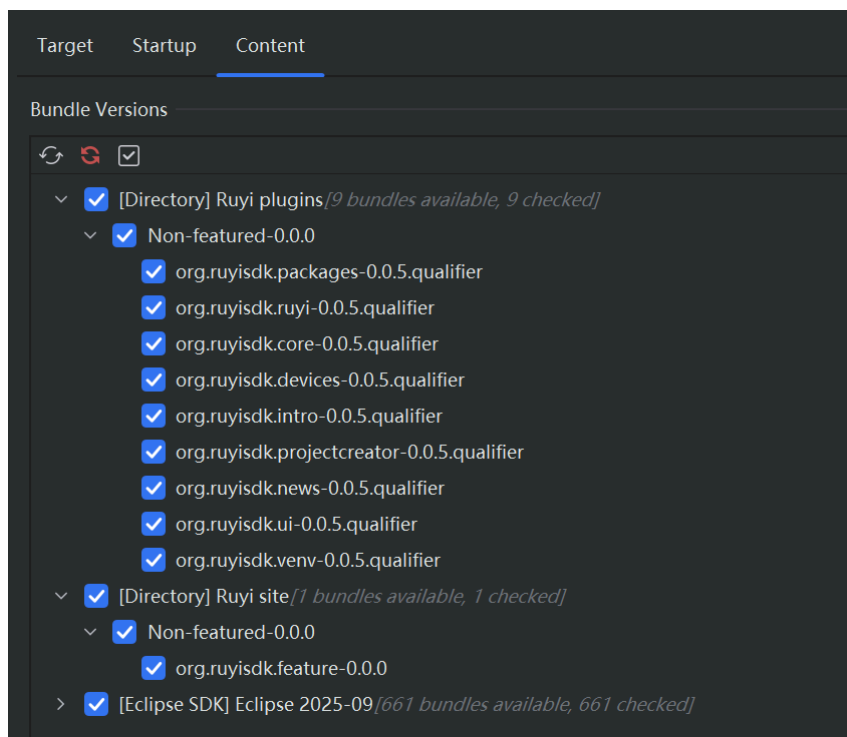 Target Startup Content
Bundle Versions
[Directory] Ruyi plugins [9 bundles available, 9 checked]
Non-featured-0.0.0
org.ruyisdk.packages-0.0.5.qualifier
org.ruyisdk.ruyi-0.0.5.qualifier
org.ruyisdk.core-0.0.5.qualifier
org.ruyisdk.devices-0.0.5.qualifier
org.ruyisdk.intro-0.0.5.qualifier
org.ruyisdk.projectcreator-0.0.5.qualifier
org.ruyisdk.news-0.0.5.qualifier
org.ruyisdk.ui-0.0.5.qualifier
org.ruyisdk.venv-0.0.5.qualifier
[Directory] Ruyi site [1 bundles available, 1 checked]
Non-featured-0.0.0
org.ruyisdk.feature-0.0.0
[Eclipse SDK] Eclipse 2025-09 [661 bundles available, 661 checked]